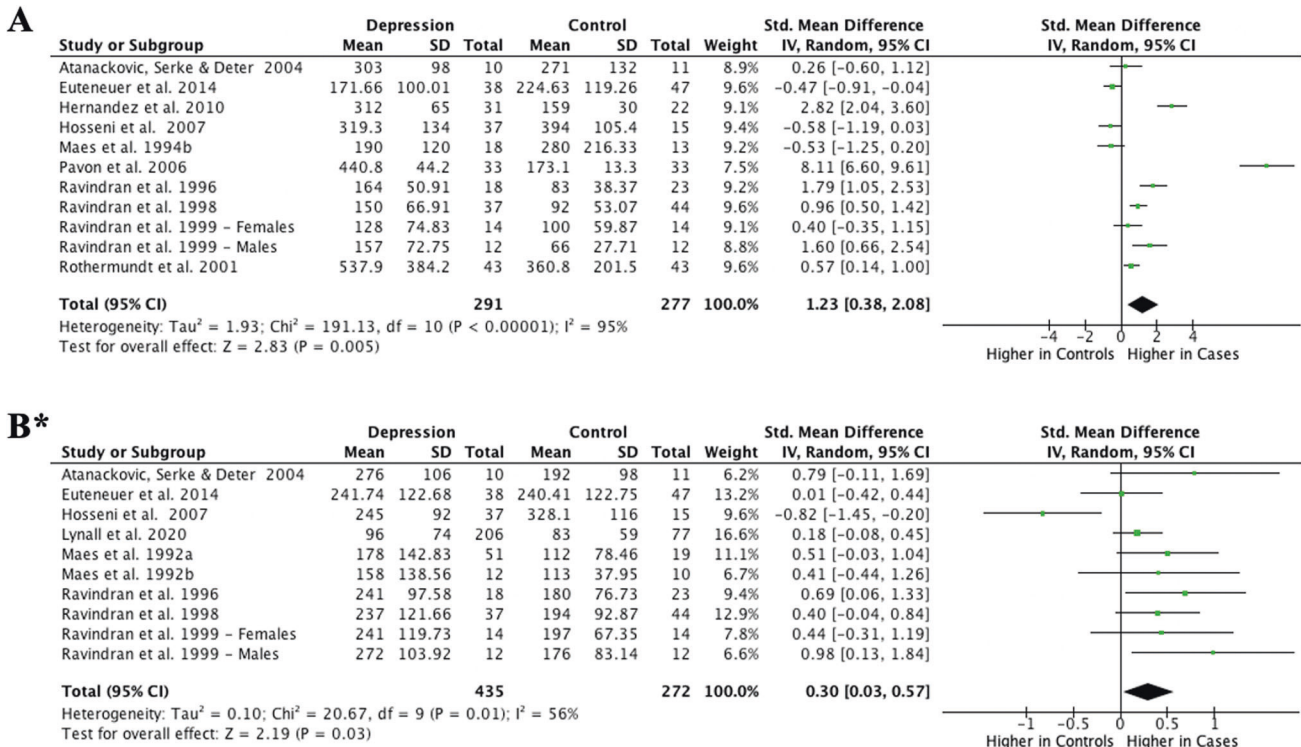 A
Depression Control Std. Mean Difference Std. Mean Difference
Study or Subgroup Mean SD Total Mean SD Total Weight IV, Random, 95% CI IV, Random, 95% CI
Atanackovic, Serke & Deter 2004 303 98 10 271 132 11 8.9% 0.26 [-0.60, 1.12]
Euteneuer et al. 2014 171.66 100.01 38 224.63 119.26 47 9.6% -0.47 [-0.91, -0.04]
Hernandez et al. 2010 312 65 31 159 30 22 9.1% 2.82 [2.04, 3.60]
Hosseni et al. 2007 319.3 134 37 394 105.4 15 9.4% -0.58 [-1.19, 0.03]
Maes et al. 1994b 190 120 18 280 216.33 13 9.2% -0.53 [-1.25, 0.20]
Pavon et al. 2006 440.8 44.2 33 173.1 13.3 33 7.5% 8.11 [6.60, 9.61]
Ravindran et al. 1996 164 50.91 18 83 38.37 23 9.2% 1.79 [1.05, 2.53]
Ravindran et al. 1998 150 66.91 37 92 53.07 44 9.6% 0.96 [0.50, 1.42]
Ravindran et al. 1999 – Females 128 74.83 14 100 59.87 14 9.1% 0.40 [-0.35, 1.15]
Ravindran et al. 1999 – Males 157 72.75 12 66 27.71 12 8.8% 1.60 [0.66, 2.54]
Rothermundt et al. 2001 537.9 384.2 43 360.8 201.5 43 9.6% 0.57 [0.14, 1.00]
Total (95% CI) 291 277 100.0% 1.23 [0.38, 2.08]
Heterogeneity: Tau² = 1.93; Chi² = 191.13, df = 10 (P < 0.00001); I² = 95%
Test for overall effect: Z = 2.83 (P = 0.005)
-4 -2 0 2 4
Higher in Controls Higher in Cases
B*
Depression Control Std. Mean Difference Std. Mean Difference
Study or Subgroup Mean SD Total Mean SD Total Weight IV, Random, 95% CI IV, Random, 95% CI
Atanackovic, Serke & Deter 2004 276 106 10 192 98 11 6.2% 0.79 [-0.11, 1.69]
Euteneuer et al. 2014 241.74 122.68 38 240.41 122.75 47 13.2% 0.01 [-0.42, 0.44]
Hosseni et al. 2007 245 92 37 328.1 116 15 9.6% -0.82 [-1.45, -0.20]
Lynall et al. 2020 96 74 206 83 59 77 16.6% 0.18 [-0.08, 0.45]
Maes et al. 1992a 178 142.83 51 112 78.46 19 11.1% 0.51 [-0.03, 1.04]
Maes et al. 1992b 158 138.56 12 113 37.95 10 6.7% 0.41 [-0.44, 1.26]
Ravindran et al. 1996 241 97.58 18 180 76.73 23 9.4% 0.69 [0.06, 1.33]
Ravindran et al. 1998 237 121.66 37 194 92.87 44 12.9% 0.40 [-0.04, 0.84]
Ravindran et al. 1999 – Females 241 119.73 14 197 67.35 14 7.8% 0.44 [-0.31, 1.19]
Ravindran et al. 1999 – Males 272 103.92 12 176 83.14 12 6.6% 0.98 [0.13, 1.84]
Total (95% CI) 435 272 100.0% 0.30 [0.03, 0.57]
Heterogeneity: Tau² = 0.10; Chi² = 20.67, df = 9 (P = 0.01); I² = 56%
Test for overall effect: Z = 2.19 (P = 0.03)
-1 -0.5 0 0.5 1
Higher in Controls Higher in Cases